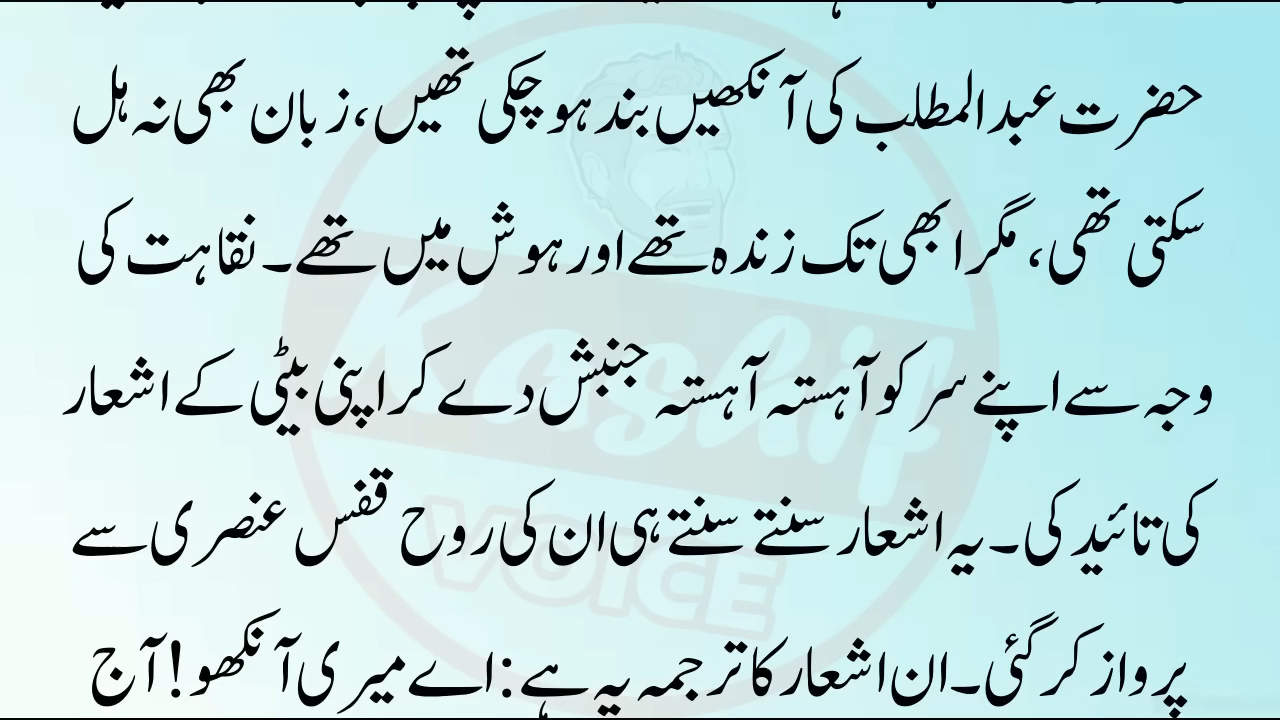 حضرت عبدالمطلب کی آنکھیں بند ہو چکی تھیں، زبان بھی نہ ہل
سکتی تھی، مگر ابھی تک زندہ تھے اور ہوش میں تھے۔ نقاہت کی
وجہ سے اپنے سر کو آہستہ آہستہ جنبش دے کر اپنی بیٹی کے اشعار
کی تائید کی۔ یہ اشعار سنتے سنتے ہی ان کی روح قفس عنصری سے
پرواز کر گئی۔ ان اشعار کا ترجمہ یہ ہے: اے میری آنکھو! آج
Kashif
VOICE